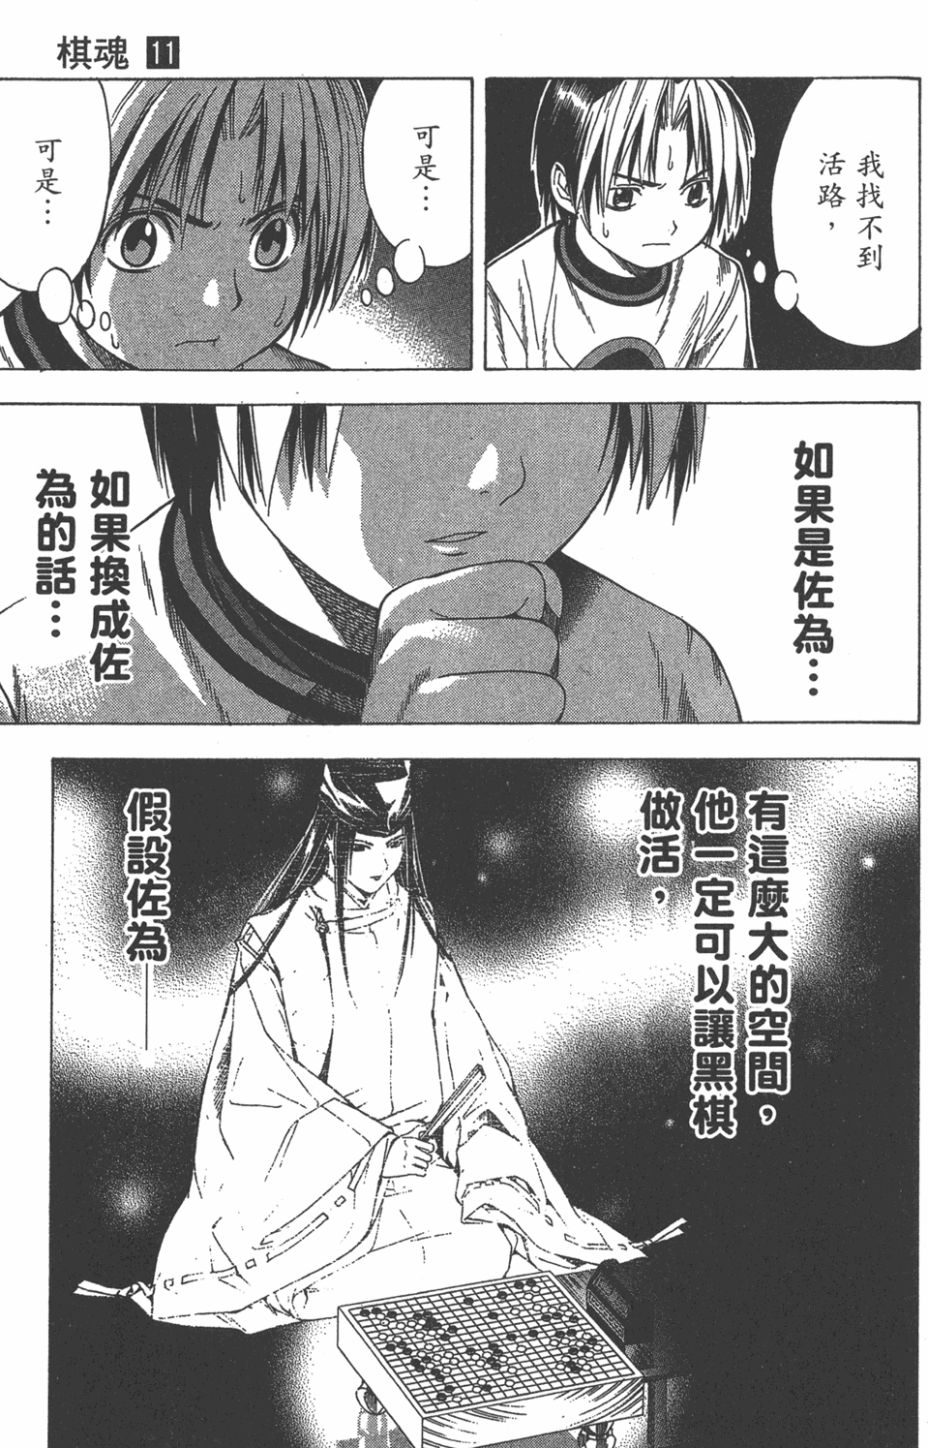 棋魂 11
我找不到
活路，
可是…
可是…
如果是佐為…
如果換成佐
為的話…
有這麼大的空間，
他一定可以讓黑棋
做活，
假設佐為——